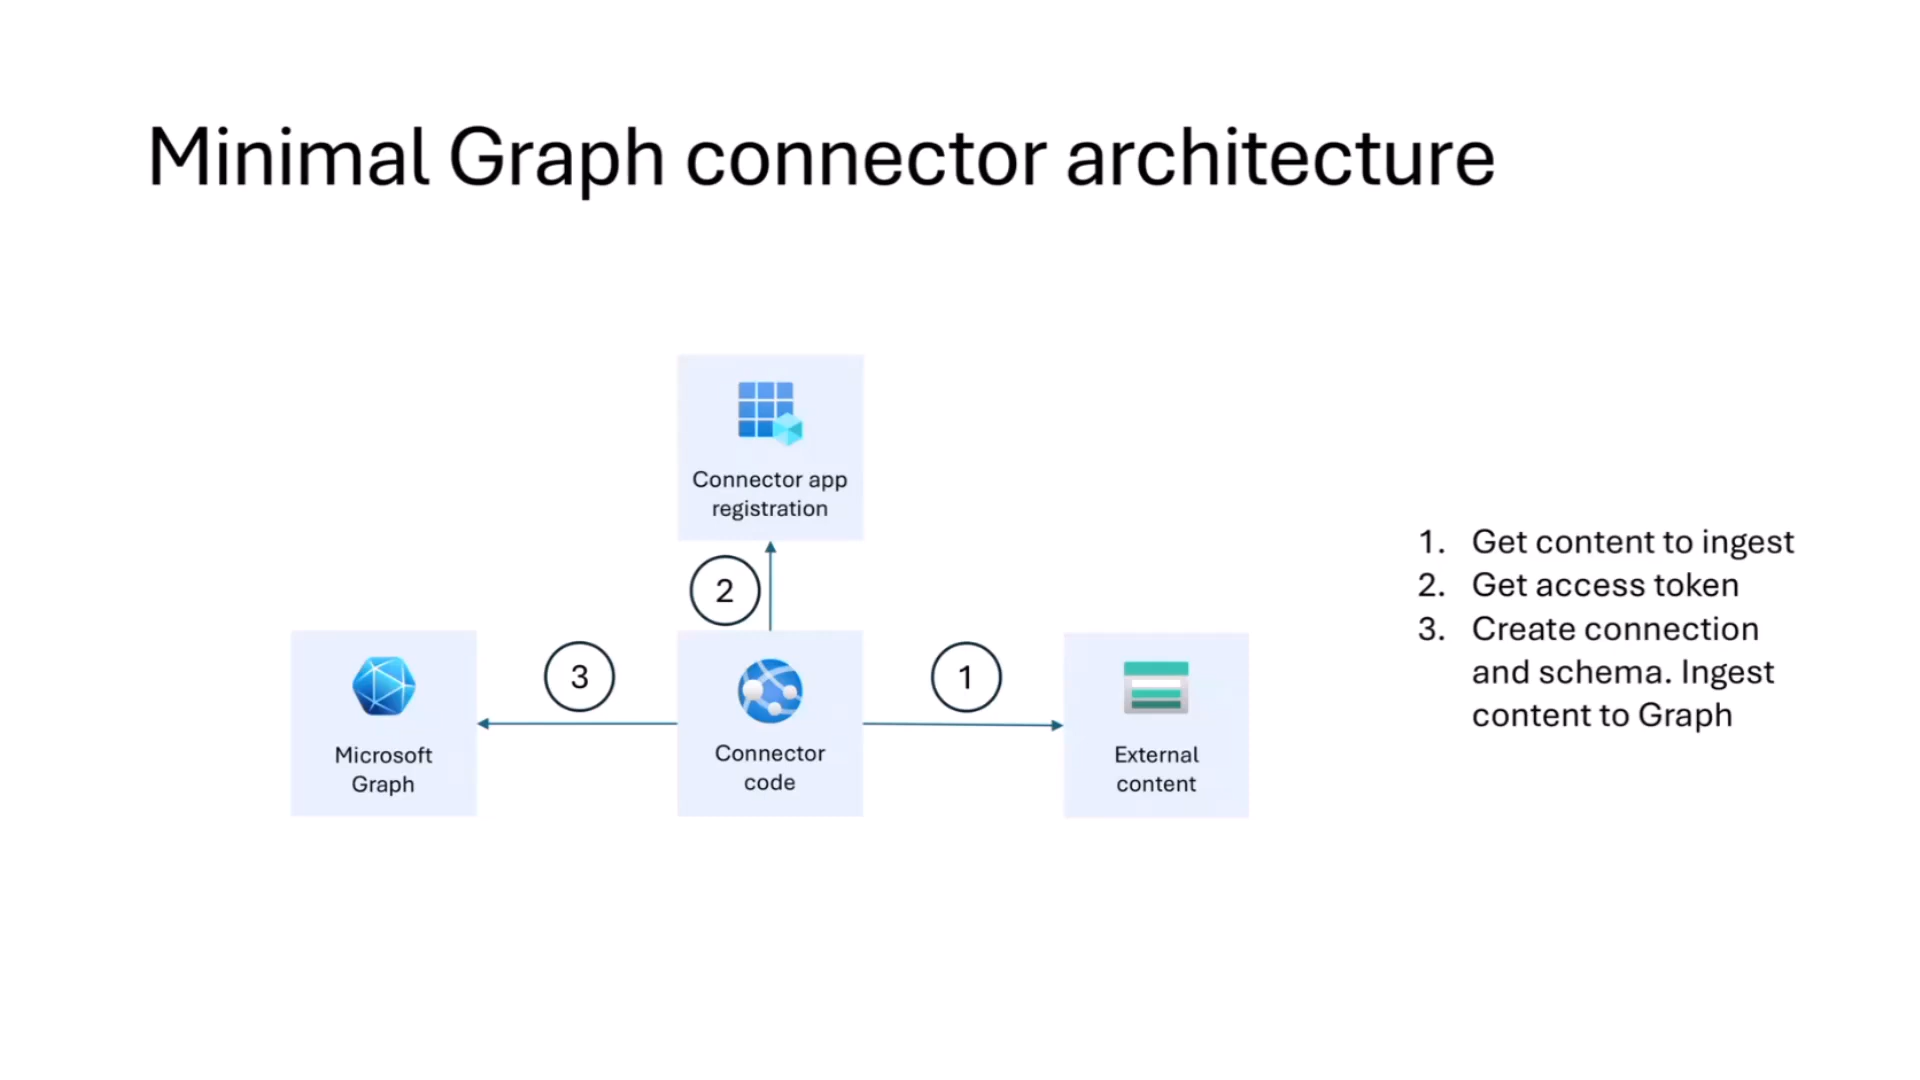 Minimal Graph connector architecture
Connector app
registration
2
3
1
Microsoft
Graph
Connector
code
External
content
1. Get content to ingest
2. Get access token
3. Create connection
and schema. Ingest
content to Graph